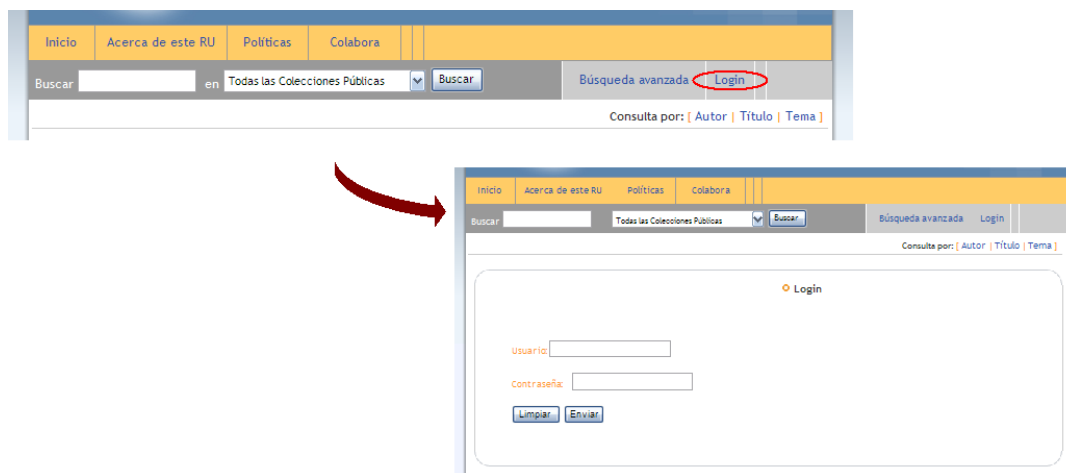 Inicio Acerca de este RU Políticas Colabora
Buscar en Todas las Colecciones Públicas Buscar Búsqueda avanzada Login
Consulta por: [ Autor | Título | Tema ]
Inicio Acerca de este RU Políticas Colabora
Buscar Todas las Colecciones Públicas Buscar Búsqueda avanzada Login
Consulta por: [ Autor | Título | Tema ]
Login
Usuario:
Contraseña:
Limpiar Enviar